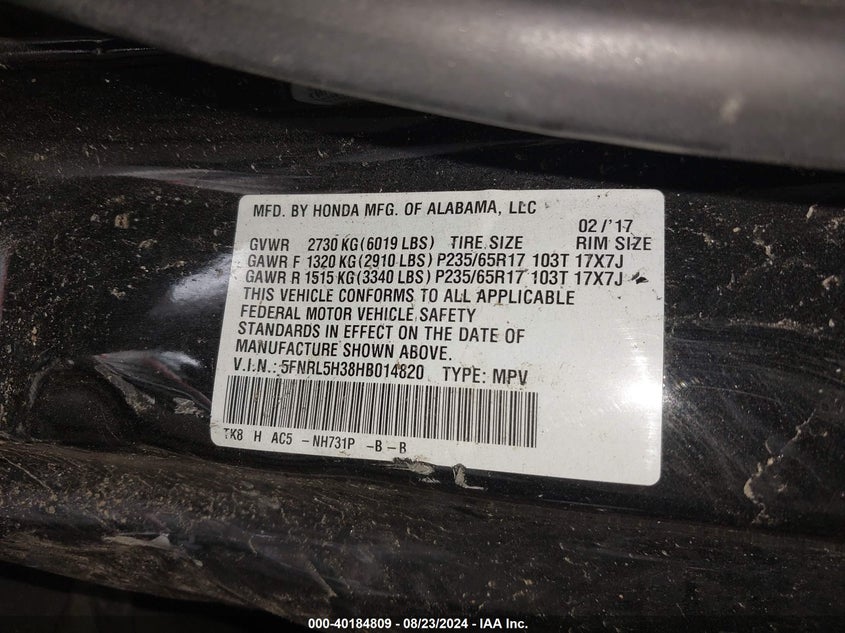 MFD. BY HONDA MFG. OF ALABAMA, LLC
02/'17
GVWR 2730 KG (6019 LBS) TIRE SIZE RIM SIZE
GAWR F 1320 KG (2910 LBS) P235/65R17 103T 17X7J
GAWR R 1515 KG (3340 LBS) P235/65R17 103T 17X7J
THIS VEHICLE CONFORMS TO ALL APPLICABLE
FEDERAL MOTOR VEHICLE SAFETY
STANDARDS IN EFFECT ON THE DATE OF
MANUFACTURE SHOWN ABOVE.
V.I.N.: 5FNRL5H38HB014820 TYPE: MPV
TK8 H AC5 -NH731P -B-B
000-40184809 - 08/23/2024 - IAA Inc.